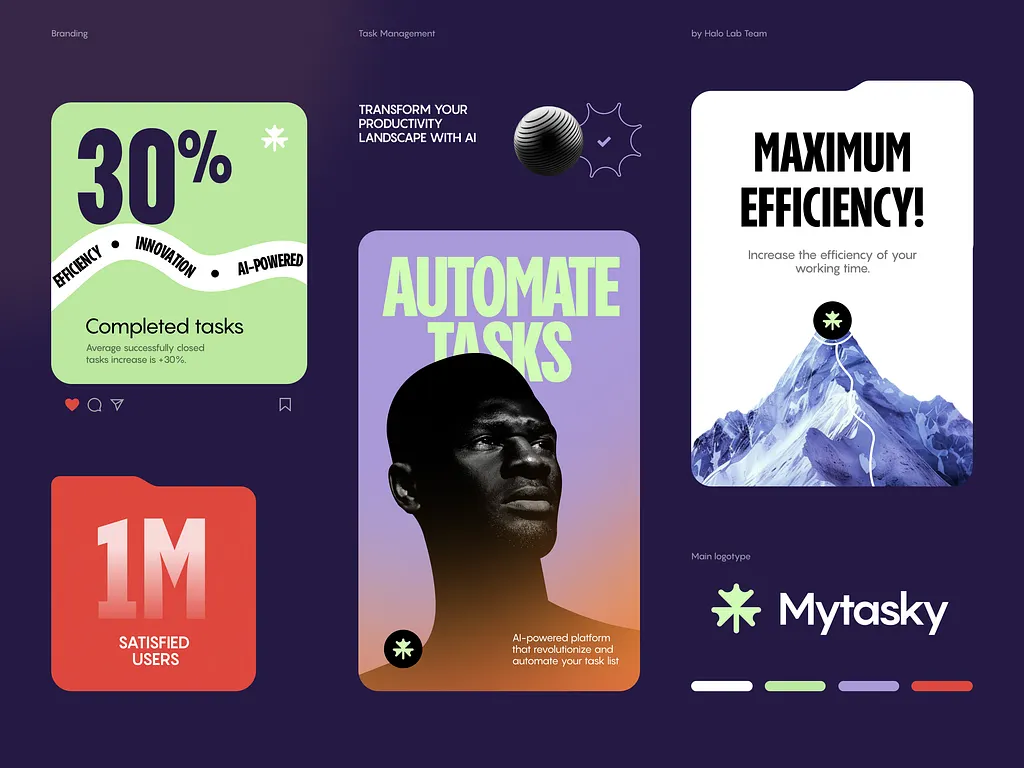 Branding
Task Management
by Halo Lab Team
30%
EFFICIENCY • INNOVATION • AI-POWERED
Completed tasks
Average successfully closed
tasks increase is +30%.
1M
SATISFIED
USERS
TRANSFORM YOUR
PRODUCTIVITY
LANDSCAPE WITH AI
AUTOMATE
TASKS
AI-powered platform
that revolutionize and
automate your task list
MAXIMUM
EFFICIENCY!
Increase the efficiency of your
working time.
Main logotype
Mytasky